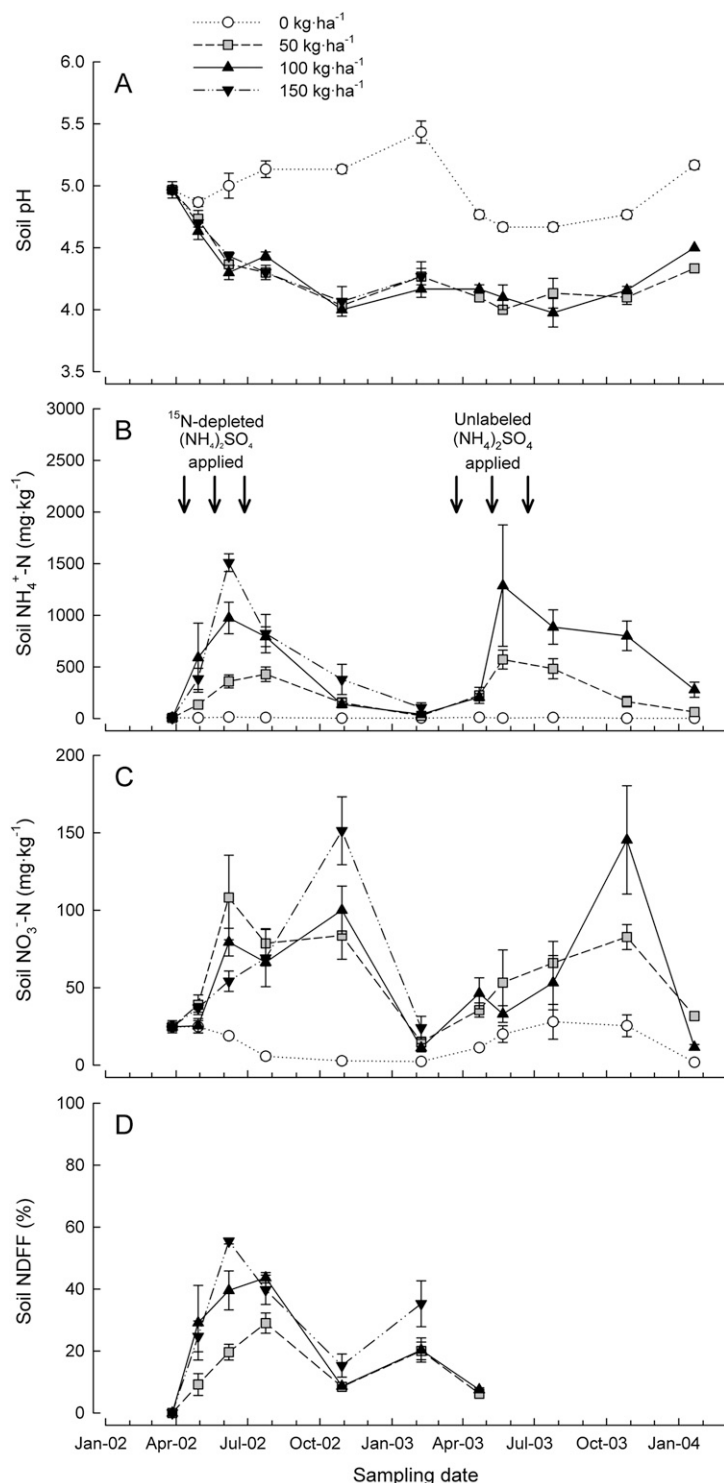 0 kg·ha⁻¹
50 kg·ha⁻¹
100 kg·ha⁻¹
150 kg·ha⁻¹
A
6.0
5.5
5.0
4.5
4.0
3.5
Soil pH
B
¹⁵N-depleted
(NH₄)₂SO₄
applied
Unlabeled
(NH₄)₂SO₄
applied
3000
2500
2000
1500
1000
500
0
Soil NH₄⁺-N (mg·kg⁻¹)
C
200
150
100
50
0
Soil NO₃⁻-N (mg·kg⁻¹)
D
100
80
60
40
20
0
Soil NDFF (%)
Jan-02 Apr-02 Jul-02 Oct-02 Jan-03 Apr-03 Jul-03 Oct-03 Jan-04
Sampling date